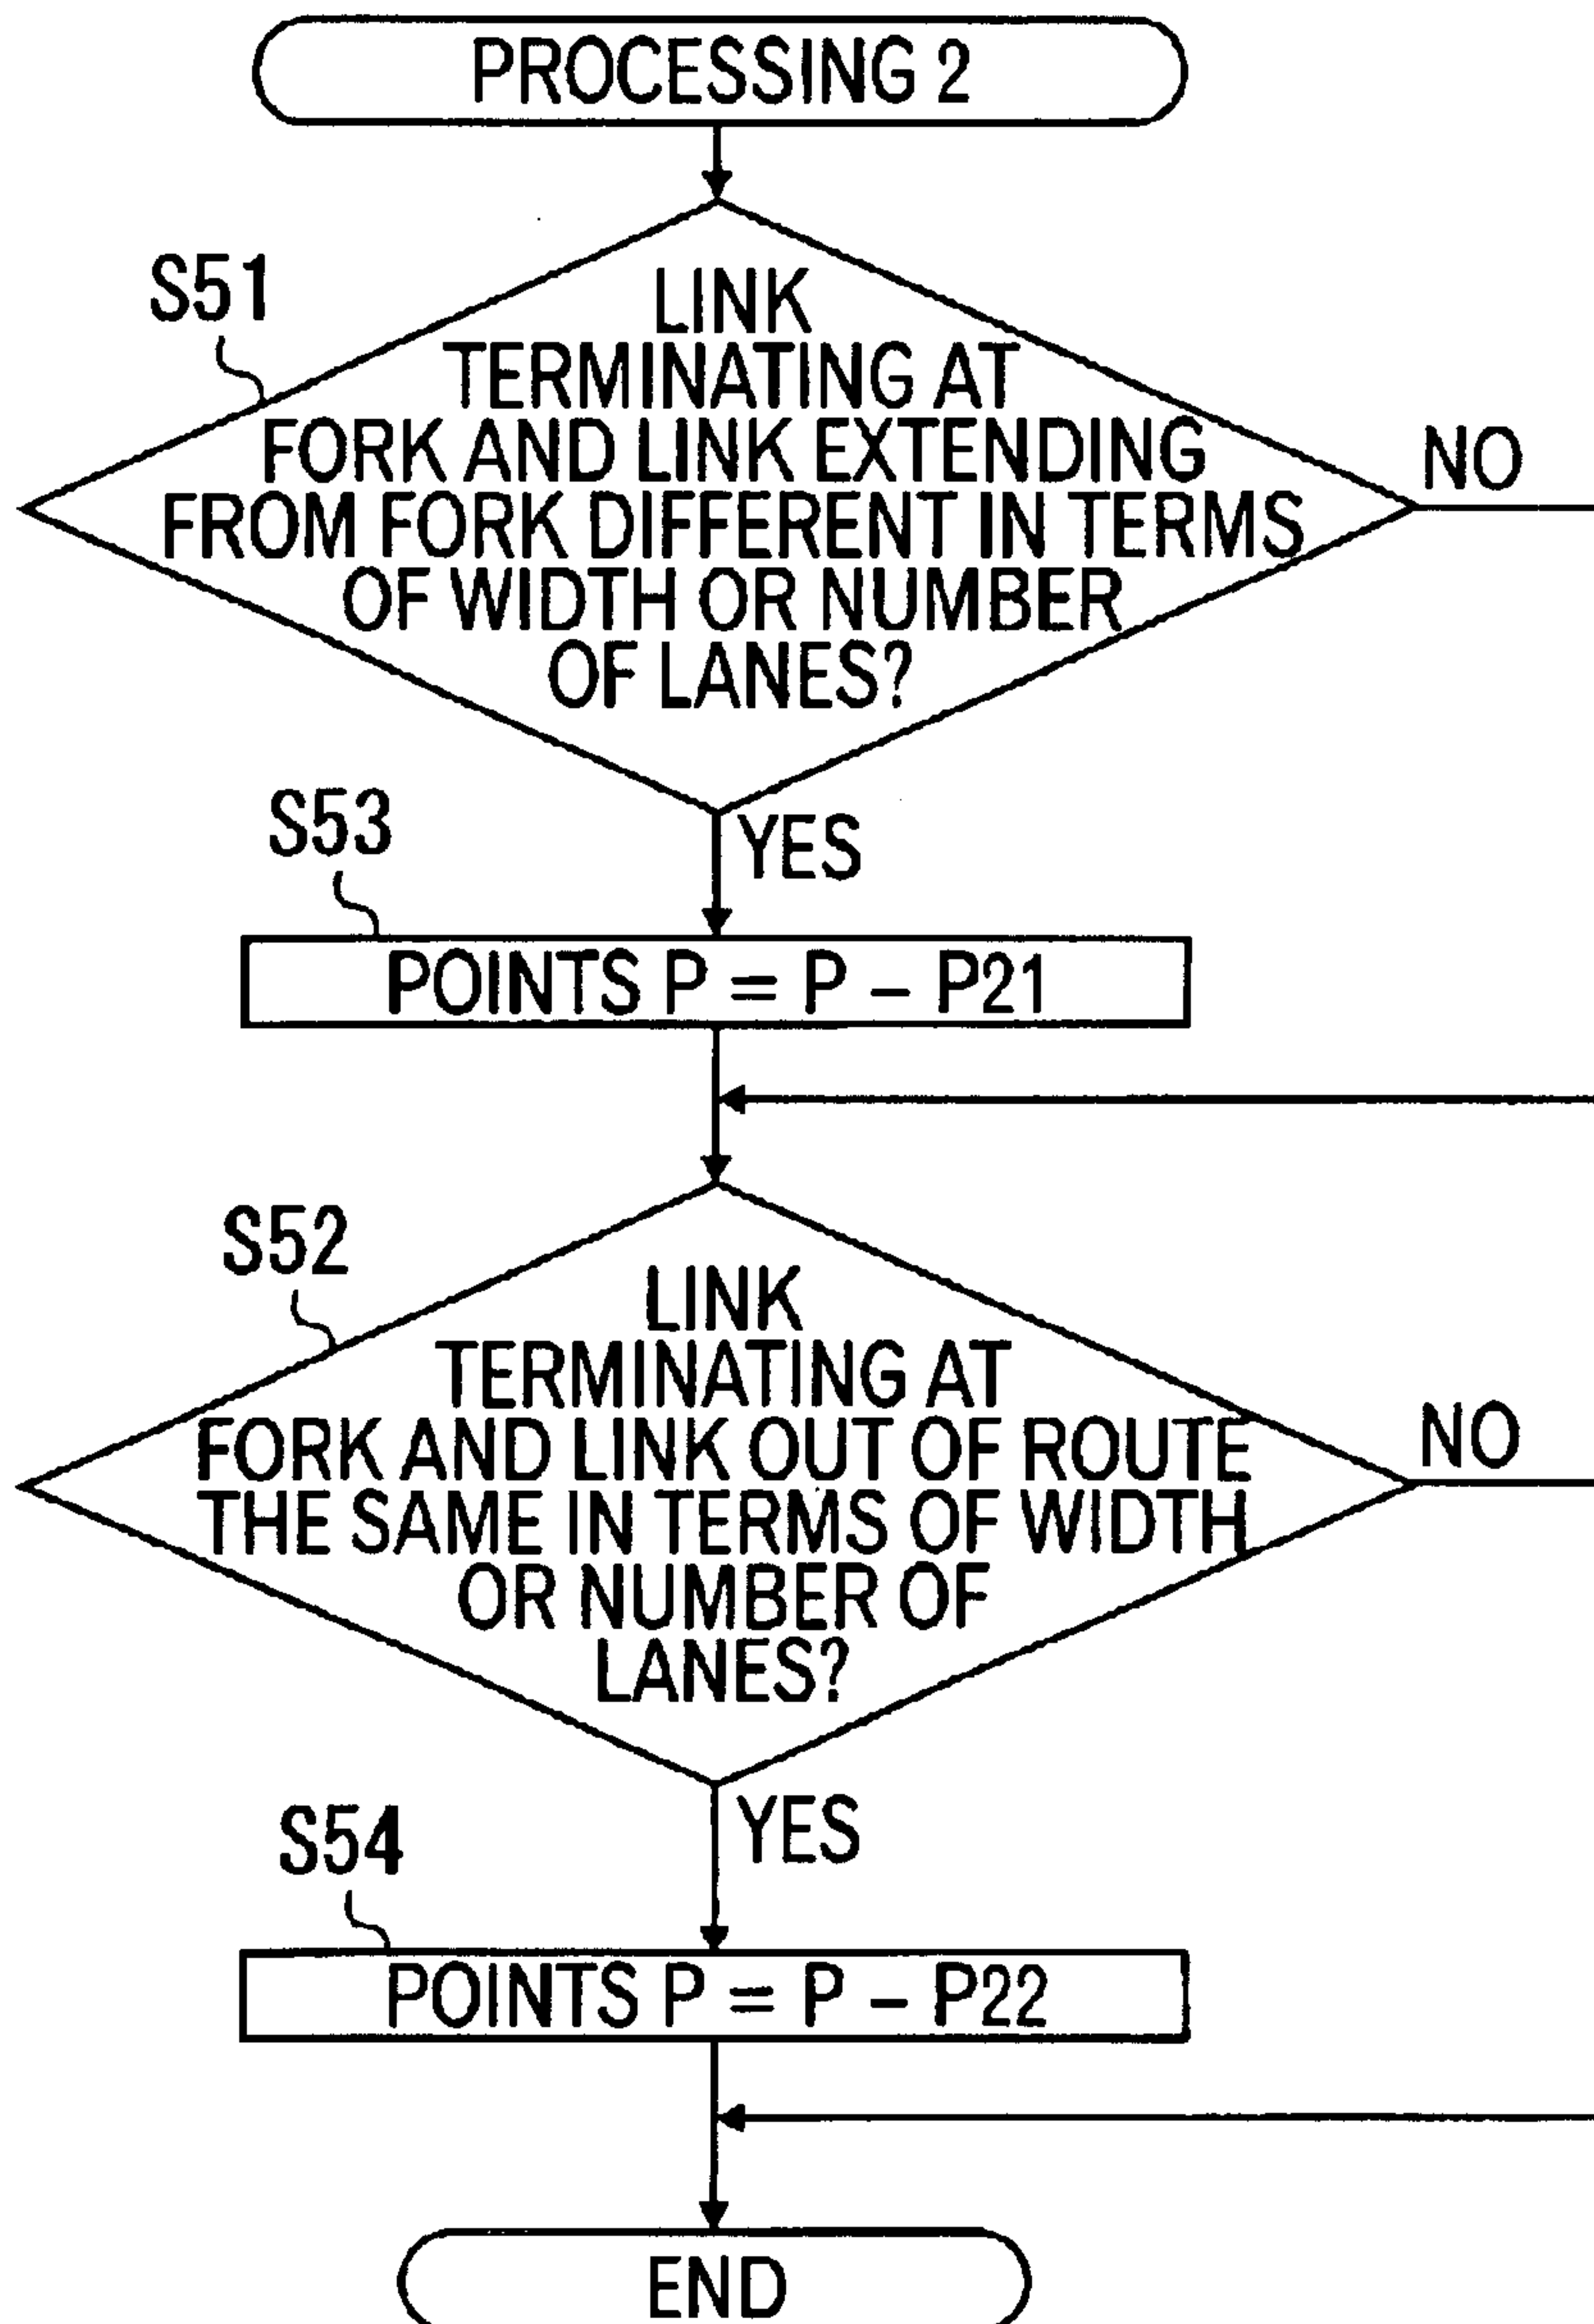 PROCESSING 2
S51
LINK
TERMINATING AT
FORK AND LINK EXTENDING
FROM FORK DIFFERENT IN TERMS
OF WIDTH OR NUMBER
OF LANES?
NO
S53
YES
POINTS P = P – P21
S52
LINK
TERMINATING AT
FORK AND LINK OUT OF ROUTE
THE SAME IN TERMS OF WIDTH
OR NUMBER OF
LANES?
NO
S54
YES
POINTS P = P – P22
END